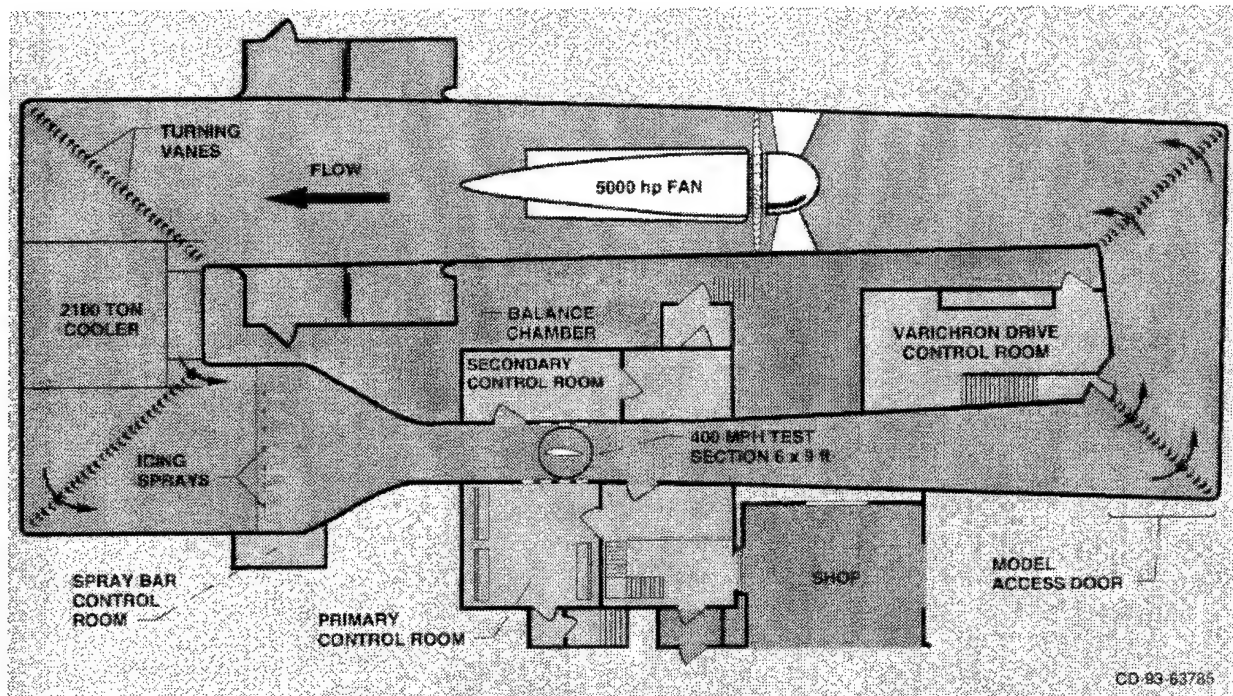 TURNING
VANES
FLOW
5000 hp FAN
2100 TON
COOLER
BALANCE
CHAMBER
SECONDARY
CONTROL ROOM
VARICHRON DRIVE
CONTROL ROOM
400 MPH TEST
SECTION 6 x 9 ft
ICING
SPRAYS
SPRAY BAR
CONTROL
ROOM
PRIMARY
CONTROL ROOM
SHOP
MODEL
ACCESS DOOR
CD-93-63785